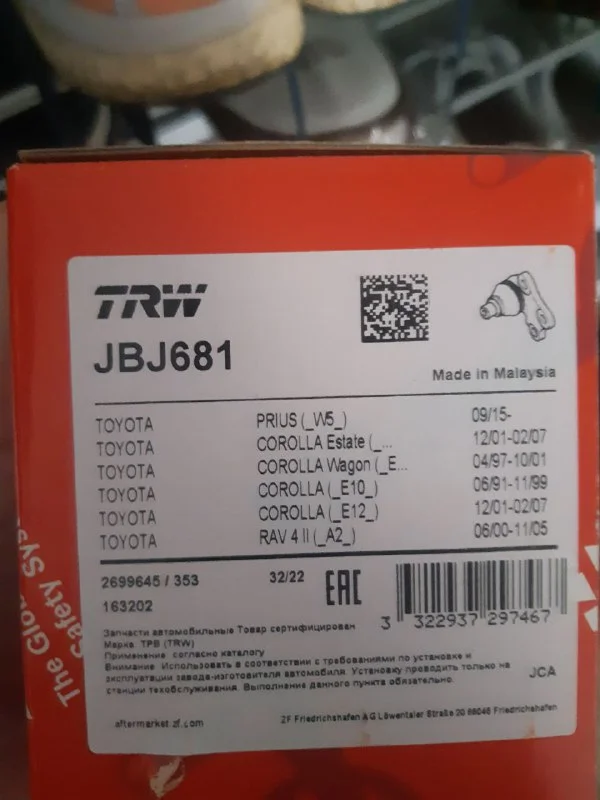 TRW
JBJ681
Made in Malaysia
TOYOTA PRIUS (_W5_) 09/15-
TOYOTA COROLLA Estate (_... 12/01-02/07
TOYOTA COROLLA Wagon (_E... 04/97-10/01
TOYOTA COROLLA (_E10_) 06/91-11/99
TOYOTA COROLLA (_E12_) 12/01-02/07
TOYOTA RAV 4 II (_A2_) 06/00-11/05
2699645 / 353 32/22 EAC
163202
3 322937 297467
Запчасти автомобильные Товар сертифицирован
Марка ТРВ (TRW)
Применение согласно каталогу
Внимание Использовать в соответствии с требованиями по установке и
эксплуатации завода-изготовителя автомобиля. Установку проводить только на
станции техобслуживания. Выполнение данного пункта обязательно.
JCA
aftermarket.zf.com
ZF Friedrichshafen AG Löwentaler Straße 20 88046 Friedrichshafen
The
Safety